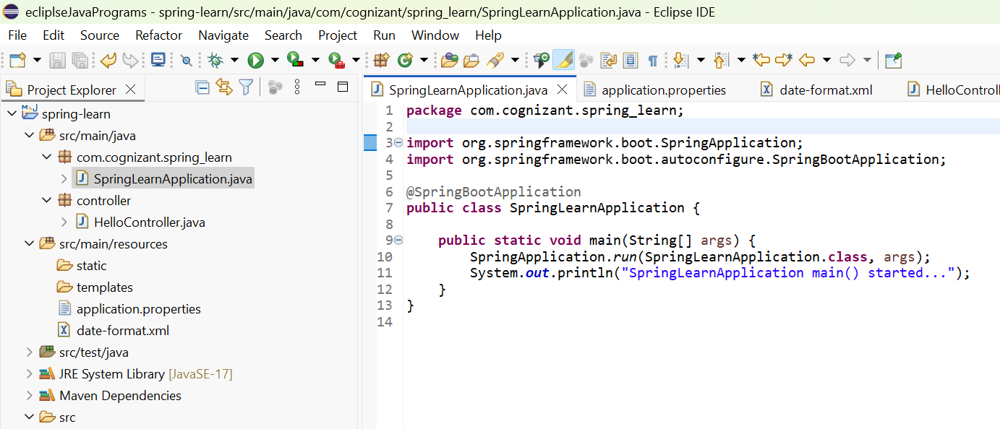 ecliplseJavaPrograms - spring-learn/src/main/java/com/cognizant/spring_learn/SpringLearnApplication.java - Eclipse IDE
File Edit Source Refactor Navigate Search Project Run Window Help
Project Explorer
spring-learn
src/main/java
com.cognizant.spring_learn
SpringLearnApplication.java
controller
HelloController.java
src/main/resources
static
templates
application.properties
date-format.xml
src/test/java
JRE System Library [JavaSE-17]
Maven Dependencies
src
SpringLearnApplication.java application.properties date-format.xml HelloControll
1 package com.cognizant.spring_learn;
2
3 import org.springframework.boot.SpringApplication;
4 import org.springframework.boot.autoconfigure.SpringBootApplication;
5
6 @SpringBootApplication
7 public class SpringLearnApplication {
8
9     public static void main(String[] args) {
10         SpringApplication.run(SpringLearnApplication.class, args);
11         System.out.println("SpringLearnApplication main() started...");
12     }
13 }
14